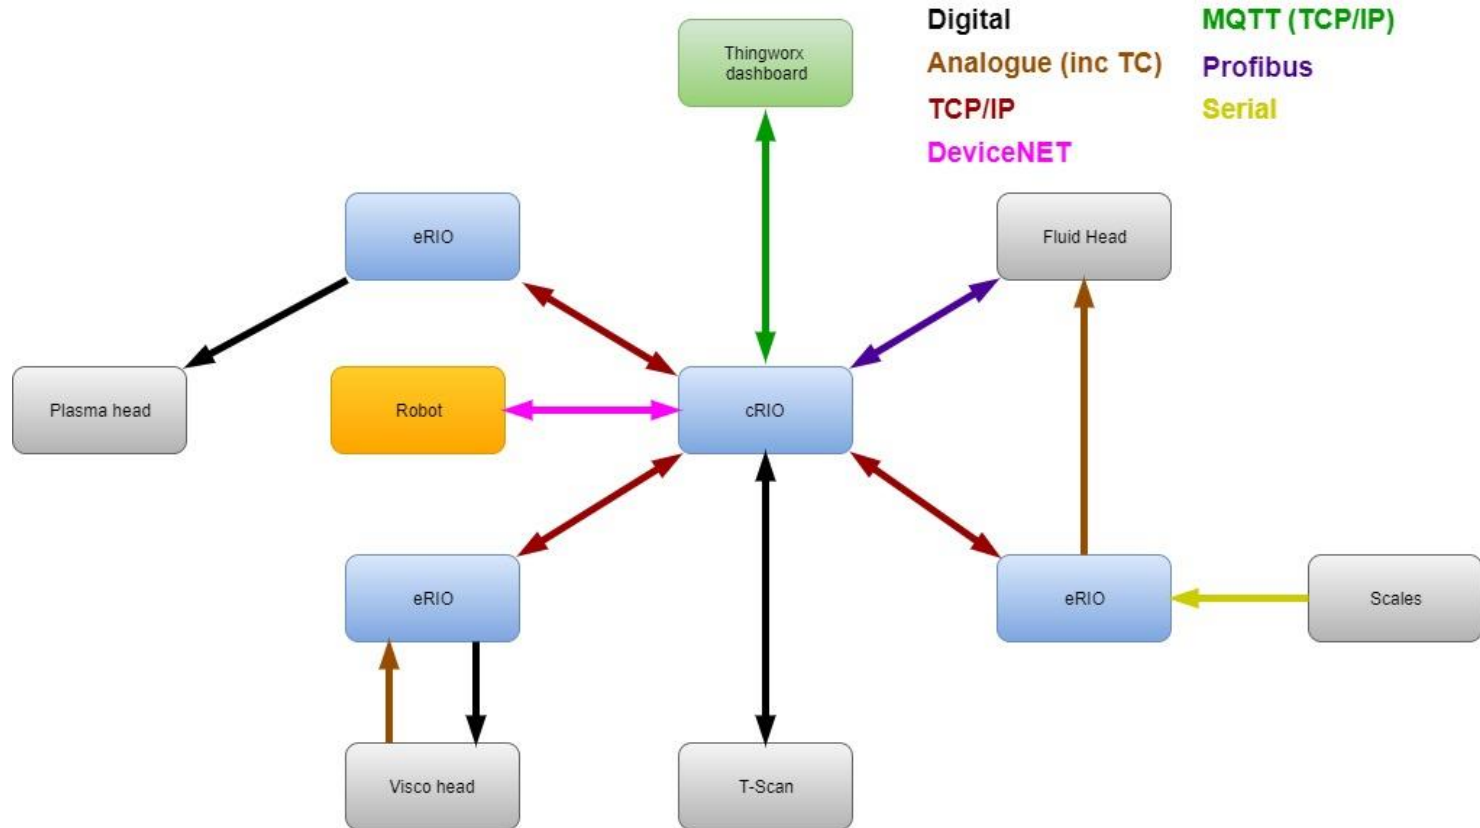 Digital
MQTT (TCP/IP)
Analogue (inc TC)
Profibus
TCP/IP
Serial
DeviceNET
Thingworx
dashboard
eRIO
Fluid Head
Plasma head
Robot
cRIO
eRIO
eRIO
Scales
Visco head
T-Scan